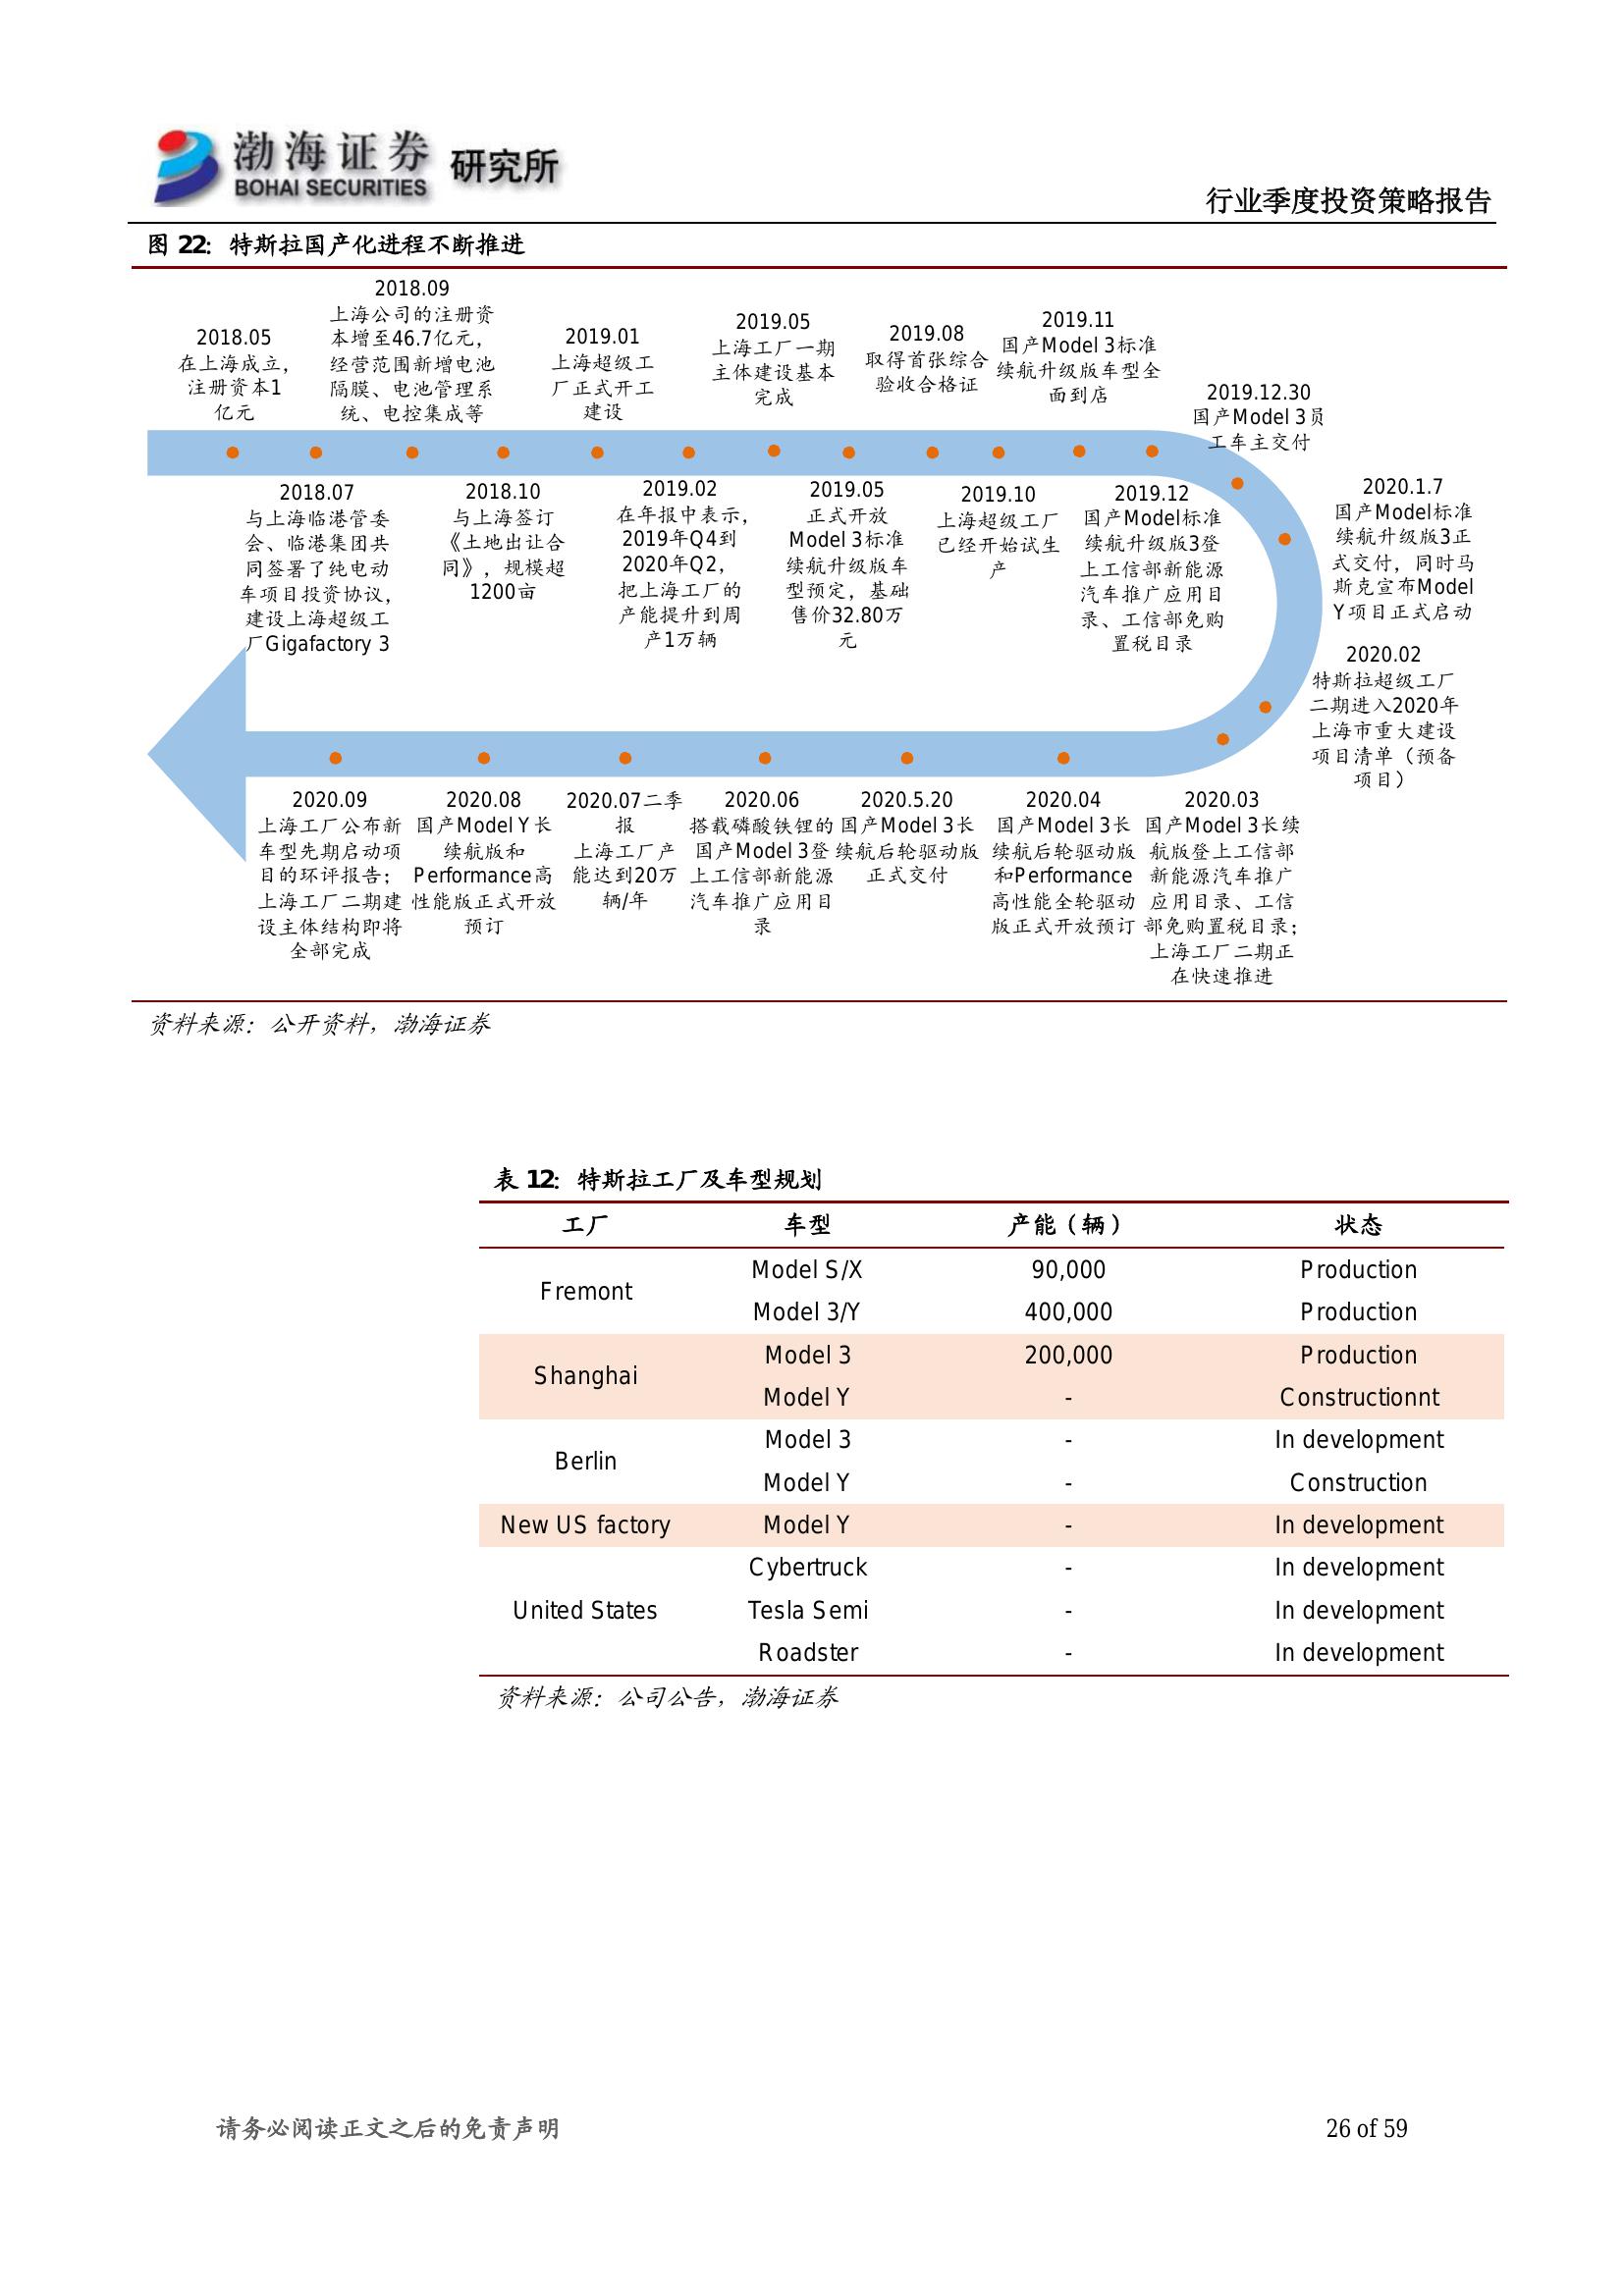 渤海证券
BOHAI SECURITIES
研究所
行业季度投资策略报告
图 22：特斯拉国产化进程不断推进
2018.05
在上海成立，
注册资本1
亿元
2018.07
与上海临港管委
会、临港集团共
同签署了纯电动
车项目投资协议，
建设上海超级工
厂Gigafactory 3
2018.09
上海公司的注册资
本增至46.7亿元，
经营范围新增电池
隔膜、电池管理系
统、电控集成等
2018.10
与上海签订
《土地出让合
同》，规模超
1200亩
2019.01
上海超级工
厂正式开工
建设
2019.02
在年报中表示，
2019年Q4到
2020年Q2，
把上海工厂的
产能提升到周
产1万辆
2019.05
上海工厂一期
主体建设基本
完成
2019.05
正式开放
Model 3标准
续航升级版车
型预定，基础
售价32.80万
元
2019.08
取得首张综合
验收合格证
2019.10
上海超级工厂
已经开始试生
产
2019.11
国产Model 3标准
续航升级版车型全
面到店
2019.12
国产Model标准
续航升级版3登
上工信部新能源
汽车推广应用目
录、工信部免购
置税目录
2019.12.30
国产Model 3员
工车主交付
2020.1.7
国产Model标准
续航升级版3正
式交付，同时马
斯克宣布Model
Y项目正式启动
2020.02
特斯拉超级工厂
二期进入2020年
上海市重大建设
项目清单（预备
项目）
2020.03
国产Model 3长续
航版登上工信部
新能源汽车推广
应用目录、工信
部免购置税目录；
上海工厂二期正
在快速推进
2020.04
国产Model 3长
续航后轮驱动版
和Performance
高性能全轮驱动
版正式开放预订
2020.5.20
国产Model 3长
续航后轮驱动版
正式交付
2020.06
搭载磷酸铁锂的
国产Model 3登
上工信部新能源
汽车推广应用目
录
2020.07二季
报
上海工厂产
能达到20万
辆/年
2020.08
国产Model Y长
续航版和
Performance高
性能版正式开放
预订
2020.09
上海工厂公布新
车型先期启动项
目的环评报告；
上海工厂二期建
设主体结构即将
全部完成
资料来源：公开资料，渤海证券
表 12：特斯拉工厂及车型规划
工厂 车型 产能（辆） 状态
Fremont
Model S/X 90,000 Production
Model 3/Y 400,000 Production
Shanghai
Model 3 200,000 Production
Model Y - Constructionnt
Berlin
Model 3 - In development
Model Y - Construction
New US factory Model Y - In development
United States
Cybertruck - In development
Tesla Semi - In development
Roadster - In development
资料来源：公司公告，渤海证券
请务必阅读正文之后的免责声明
26 of 59